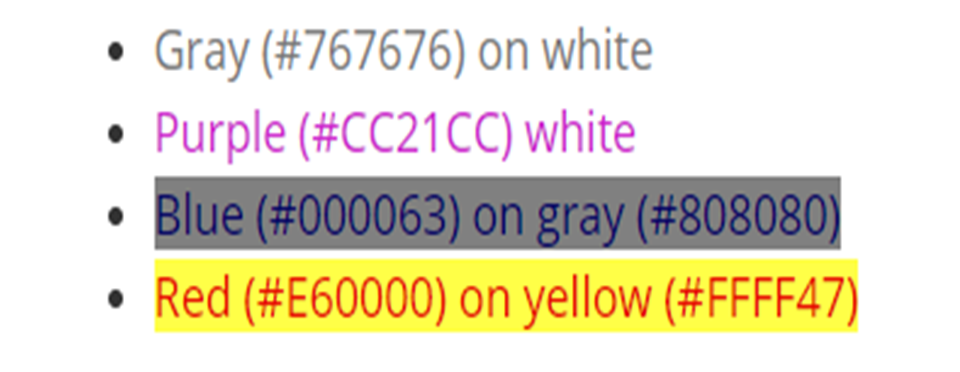 Gray (#767676) on white
Purple (#CC21CC) white
Blue (#000063) on gray (#808080)
Red (#E60000) on yellow (#FFFF47)